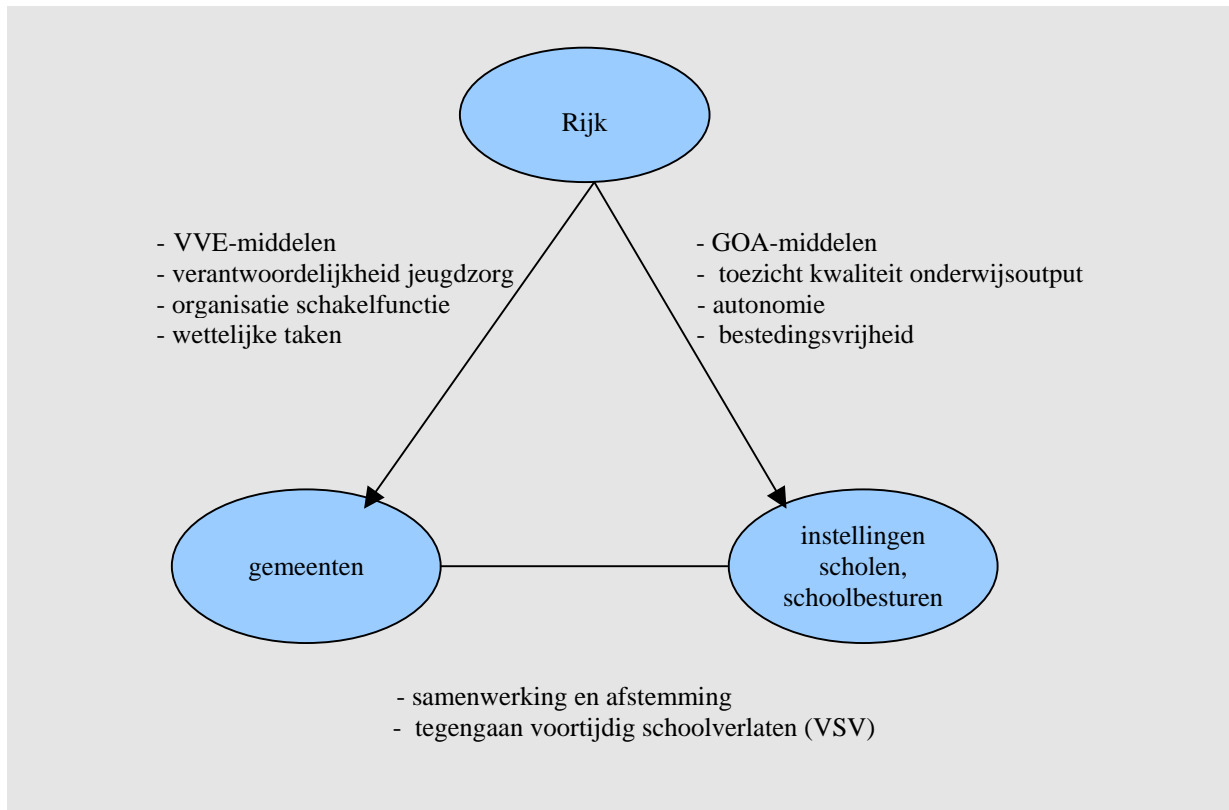 Rijk
- VVE-middelen
- verantwoordelijkheid jeugdzorg
- organisatie schakelfunctie
- wettelijke taken
- GOA-middelen
- toezicht kwaliteit onderwijsoutput
- autonomie
- bestedingsvrijheid
gemeenten
instellingen
scholen,
schoolbesturen
- samenwerking en afstemming
- tegengaan voortijdig schoolverlaten (VSV)